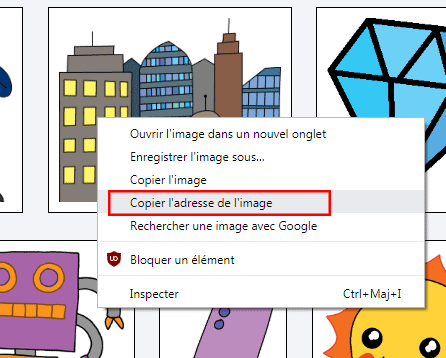 Ouvrir l'image dans un nouvel onglet
Enregistrer l'image sous...
Copier l'image
Copier l'adresse de l'image
Rechercher une image avec Google
Bloquer un élément
Inspecter Ctrl+Maj+I